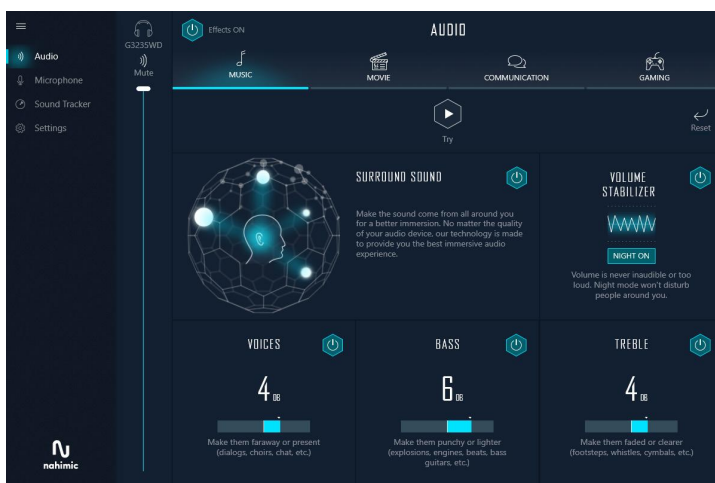 Audio
Microphone
Sound Tracker
Settings
nahimic
G3235WD
Mute
Effects ON
AUDIO
MUSIC
MOVIE
COMMUNICATION
GAMING
Try
Reset
SURROUND SOUND
Make the sound come from all around you
for a better immersion. No matter the quality
of your audio device, our technology is made
to provide you the best immersive audio
experience.
VOLUME
STABILIZER
NIGHT ON
Volume is never inaudible or too
loud. Night mode won't disturb
people around you.
VOICES
4 DB
Make them faraway or present
(dialogs, choirs, chat, etc.)
BASS
6 DB
Make them punchy or lighter
(explosions, engines, beats, bass
guitars, etc.)
TREBLE
4 DB
Make them faded or clearer
(footsteps, whistles, cymbals, etc.)